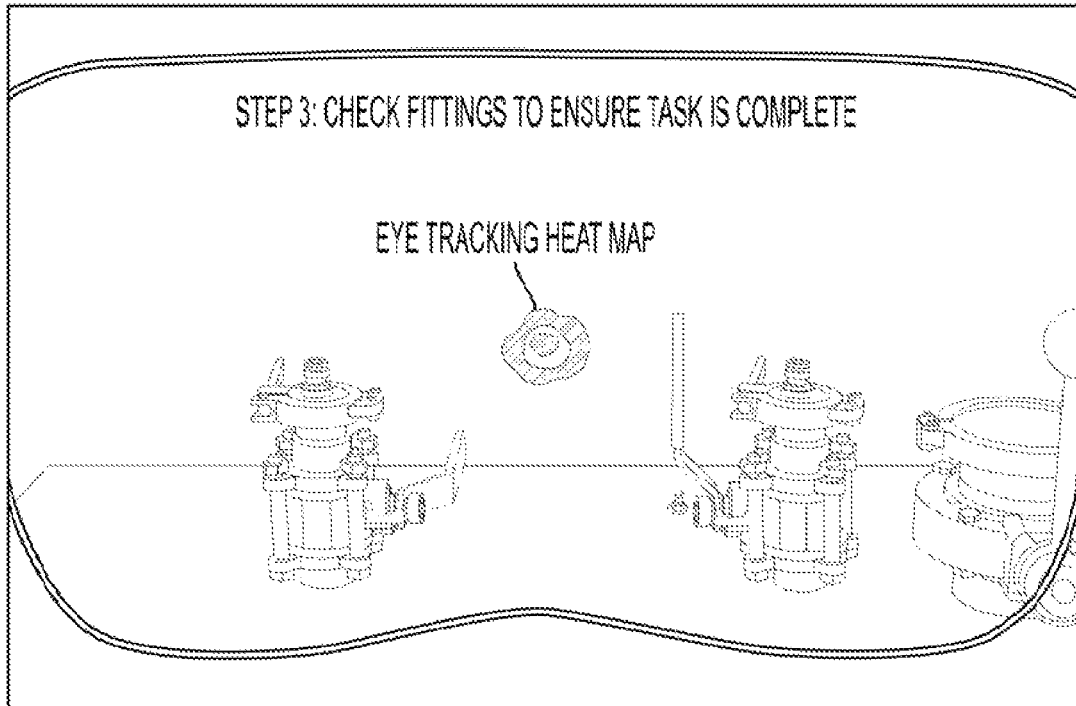 STEP 3: CHECK FITTINGS TO ENSURE TASK IS COMPLETE
EYE TRACKING HEAT MAP